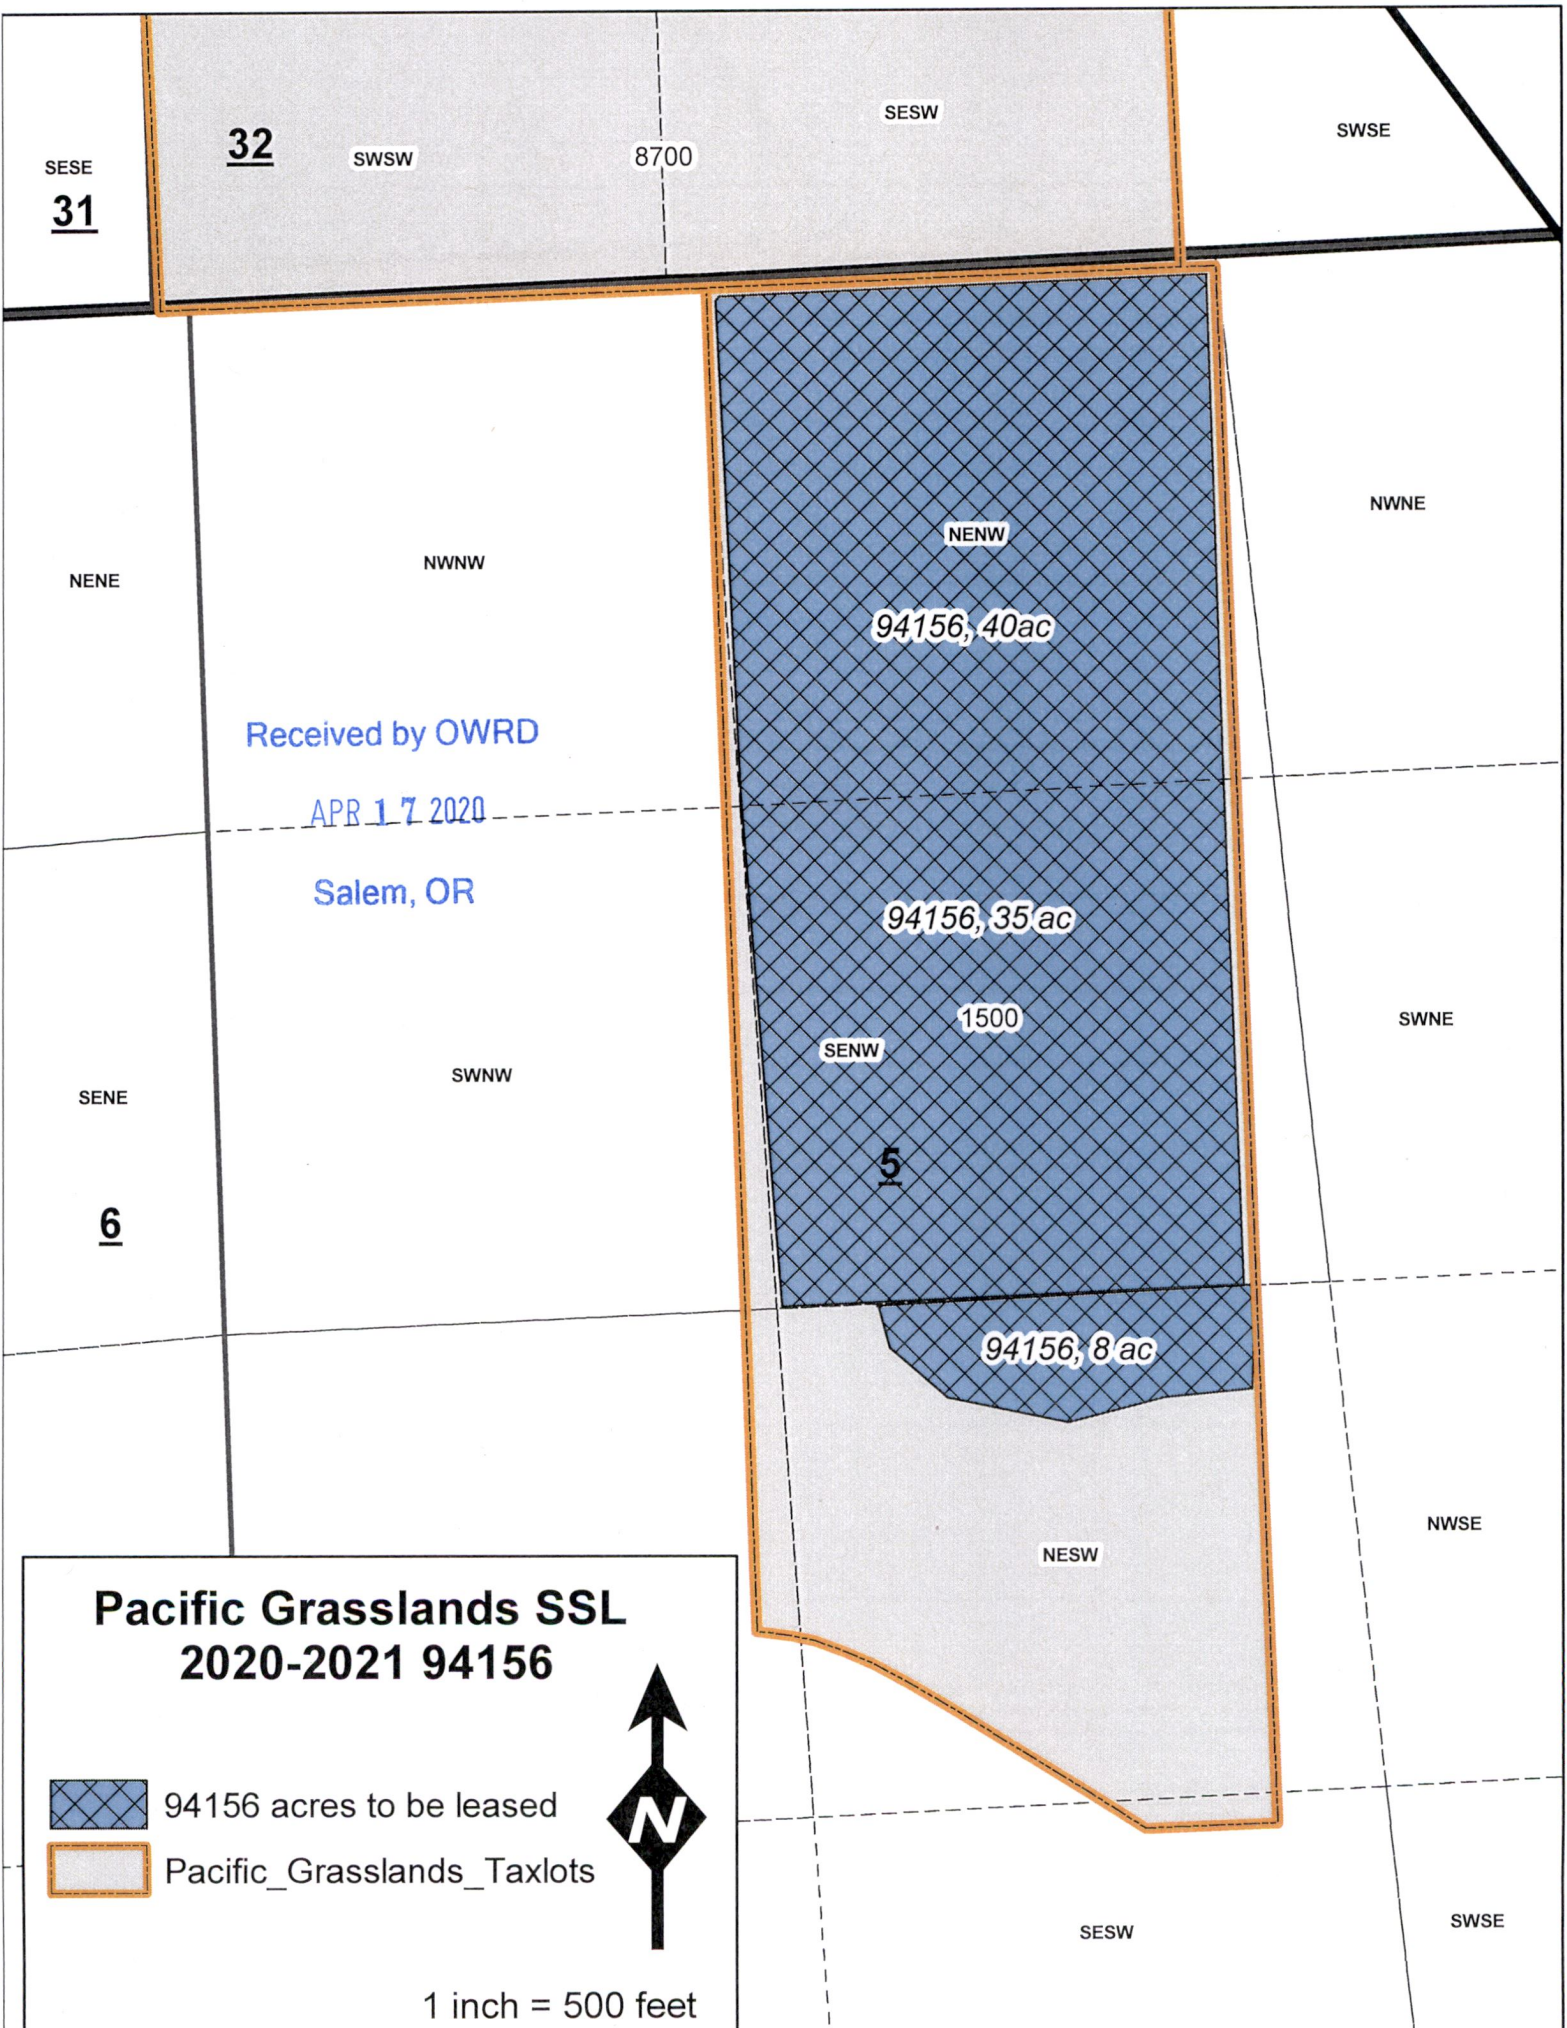 SESW
SWSE
32
SWSW
8700
SESE
31
NWNE
NENW
NWNW
NENE
94156, 40ac
Received by OWRD
APR 17 2020
Salem, OR
94156, 35 ac
1500
SWNE
SENW
SWNW
SENE
5
6
94156, 8 ac
NWSE
NESW
Pacific Grasslands SSL
2020-2021 94156
94156 acres to be leased
N
Pacific_Grasslands_Taxlots
SWSE
SESW
1 inch = 500 feet